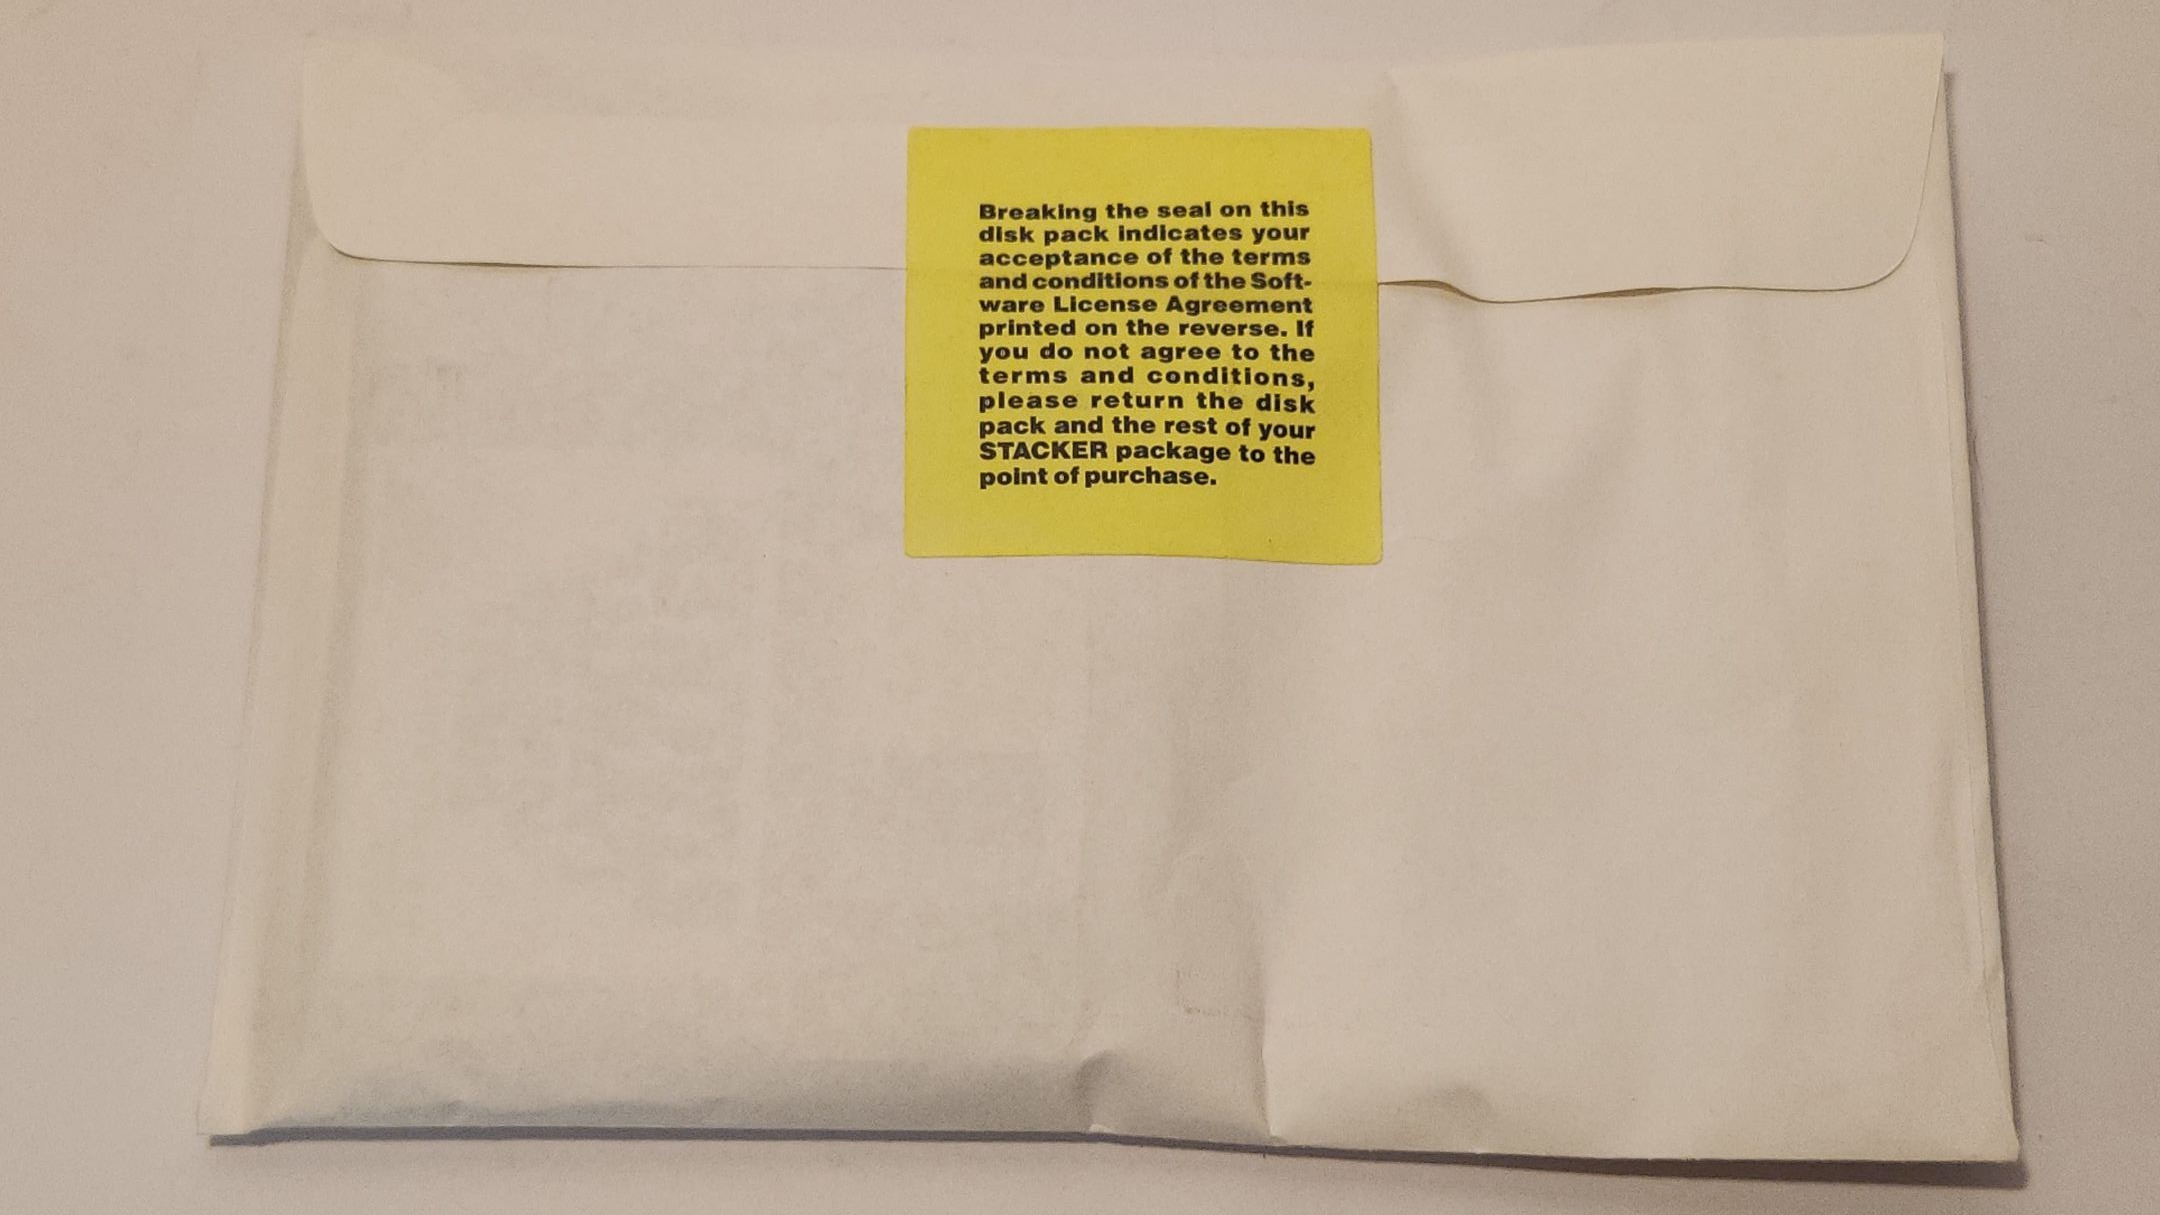 Breaking the seal on this
disk pack indicates your
acceptance of the terms
and conditions of the Soft-
ware License Agreement
printed on the reverse. If
you do not agree to the
terms and conditions,
please return the disk
pack and the rest of your
STACKER package to the
point of purchase.